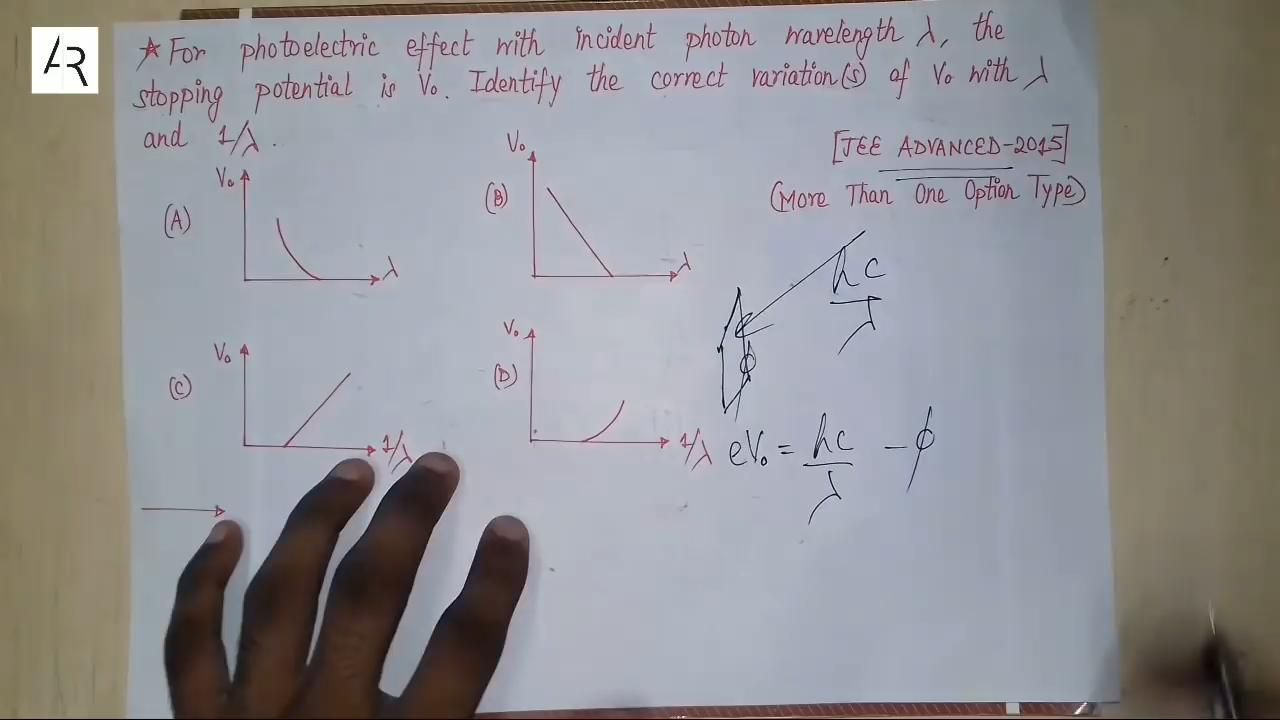 AR
★ For photoelectric effect with incident photon wavelength λ, the
stopping potential is V₀. Identify the correct variation(s) of V₀ with λ
and 1/λ.
[JEE ADVANCED-2015]
(More Than One Option Type)
(A) V₀ λ
(B) V₀ λ
(C) V₀ 1/λ
(D) V₀ 1/λ
hc/λ
ϕ
eV₀ = hc/λ - ϕ